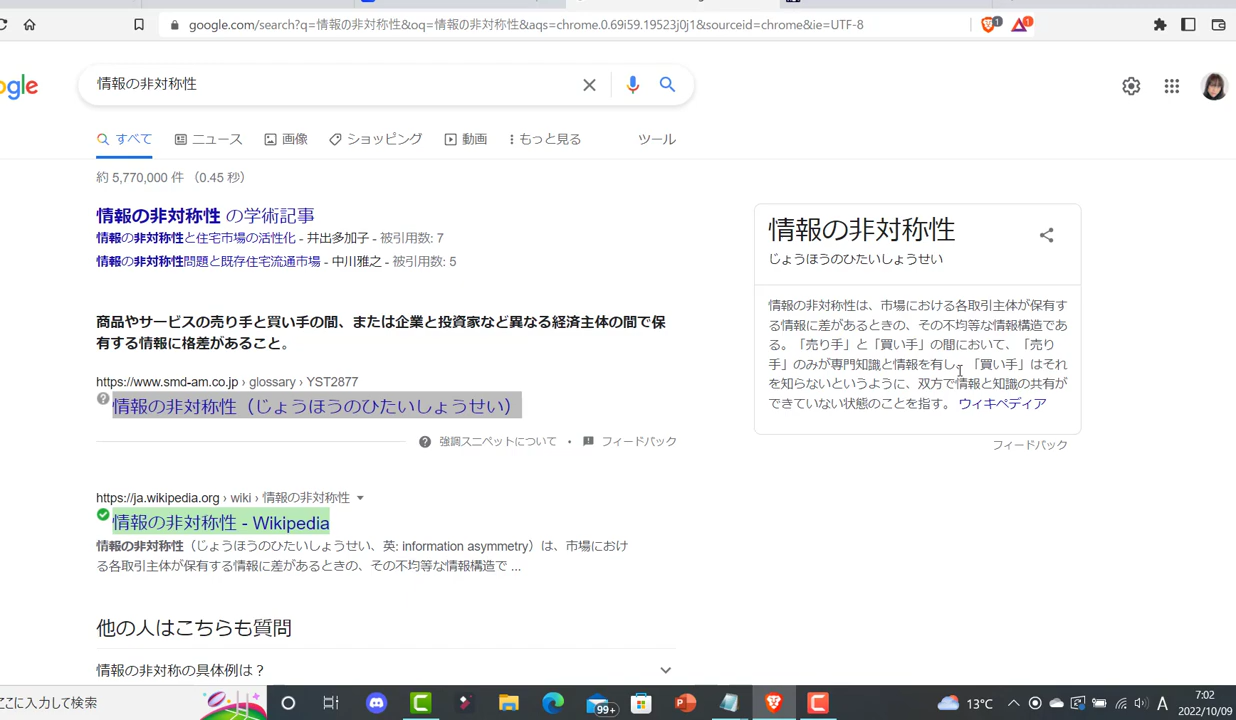 google.com/search?q=情報の非対称性&oq=情報の非対称性&aqs=chrome.0.69i59.19523j0j1&sourceid=chrome&ie=UTF-8
1
1
ogle
情報の非対称性
すべて ニュース 画像 ショッピング 動画 もっと見る ツール
約 5,770,000 件 （0.45 秒）
情報の非対称性 の学術記事
情報の非対称性と住宅市場の活性化 - 井出多加子 - 被引用数: 7
情報の非対称性問題と既存住宅流通市場 - 中川雅之 - 被引用数: 5
商品やサービスの売り手と買い手の間、または企業と投資家など異なる経済主体の間で保
有する情報に格差があること。
https://www.smd-am.co.jp › glossary › YST2877
情報の非対称性（じょうほうのひたいしょうせい）
強調スニペットについて • フィードバック
https://ja.wikipedia.org › wiki › 情報の非対称性
情報の非対称性 - Wikipedia
情報の非対称性（じょうほうのひたいしょうせい、英: information asymmetry）は、市場におけ
る各取引主体が保有する情報に差があるときの、その不均等な情報構造で ...
他の人はこちらも質問
情報の非対称の具体例は？
情報の非対称性
じょうほうのひたいしょうせい
情報の非対称性は、市場における各取引主体が保有す
る情報に差があるときの、その不均等な情報構造であ
る。「売り手」と「買い手」の間において、「売り
手」のみが専門知識と情報を有し、「買い手」はそれ
を知らないというように、双方で情報と知識の共有が
できていない状態のことを指す。 ウィキペディア
フィードバック
ここに入力して検索
99+
13°C
A
7:02
2022/10/09